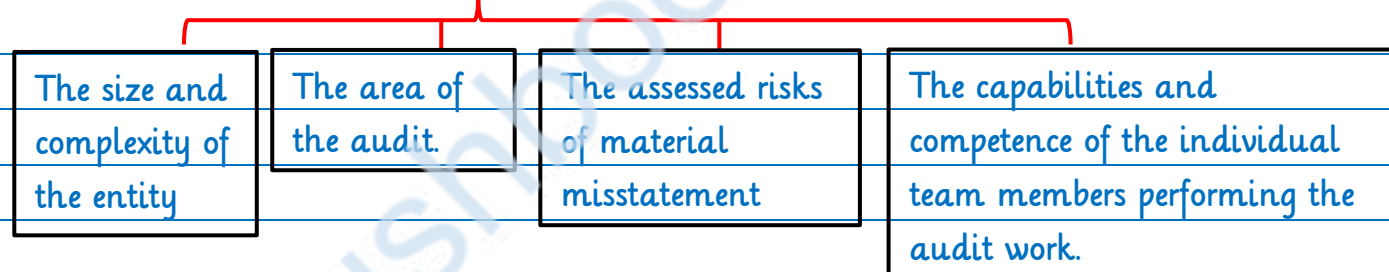 The size and
complexity of
the entity
The area of
the audit.
The assessed risks
of material
misstatement
The capabilities and
competence of the individual
team members performing the
audit work.